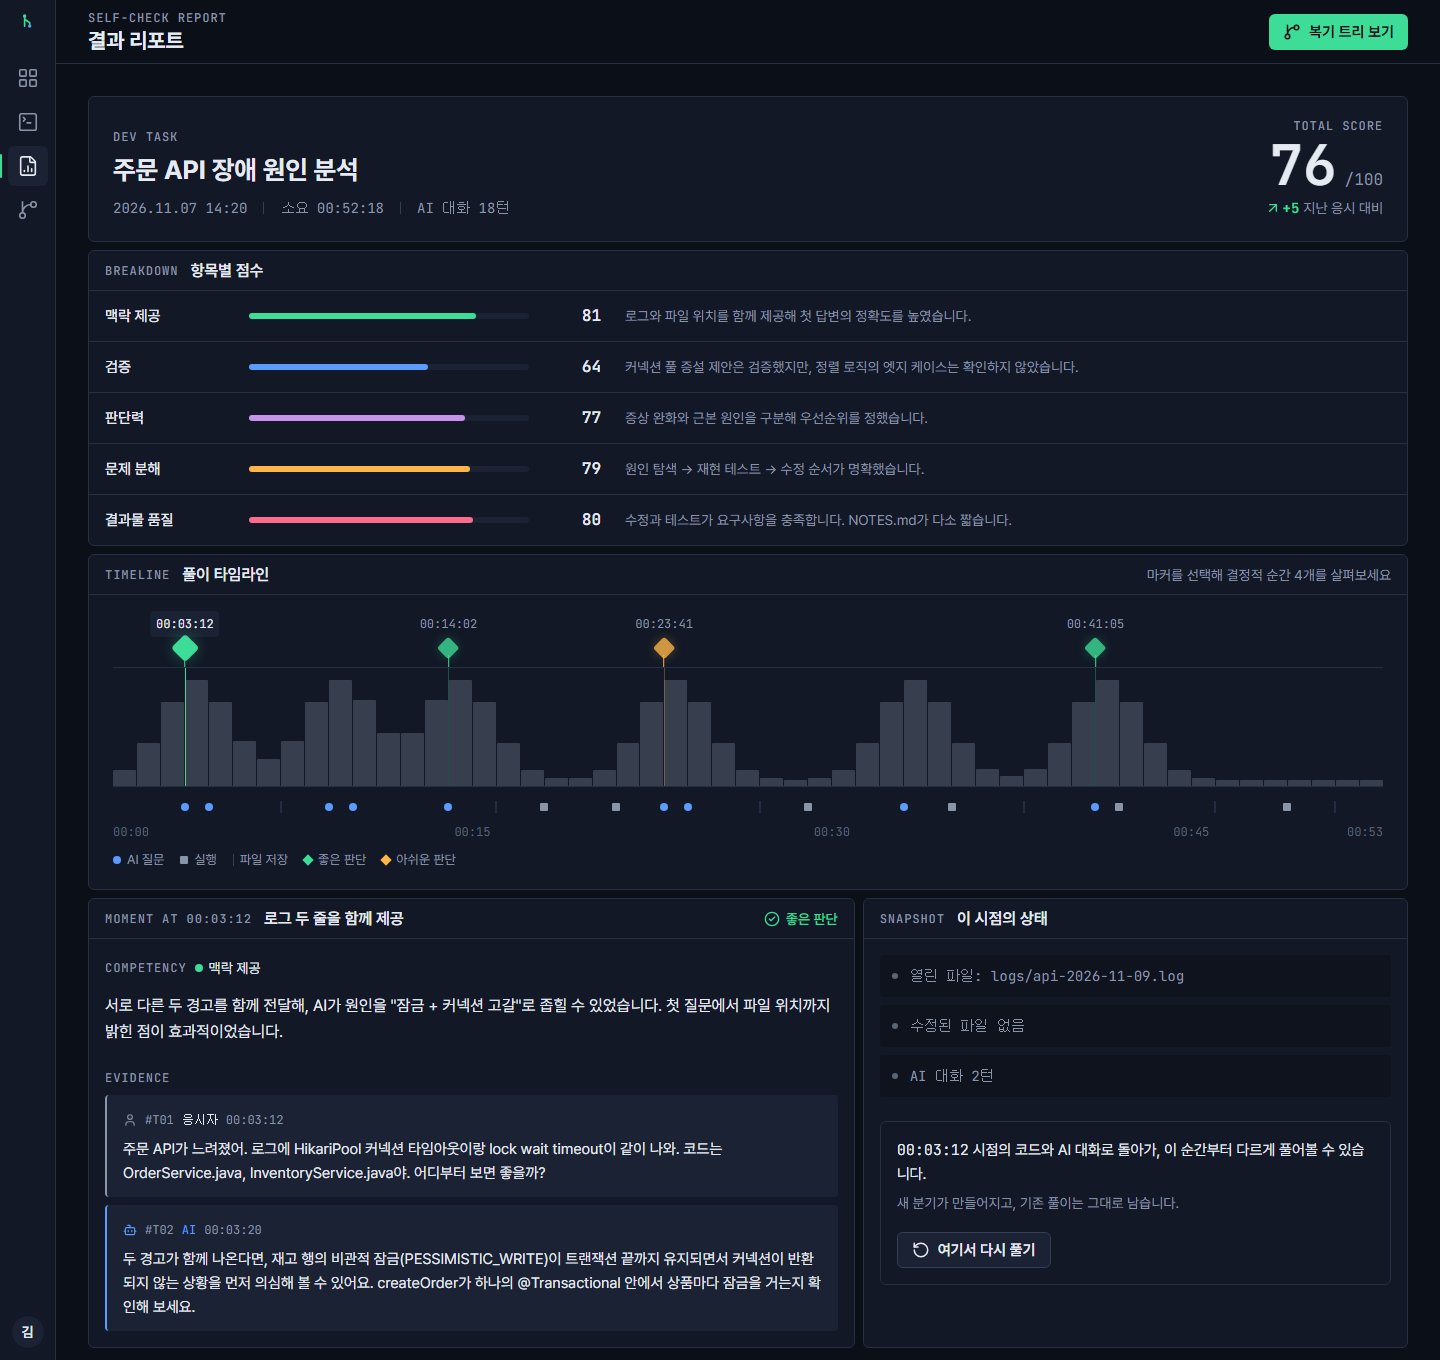 SELF-CHECK REPORT
결과 리포트
복기 트리 보기
DEV TASK
주문 API 장애 원인 분석
2026.11.07 14:20
소요 00:52:18
AI 대화 18턴
TOTAL SCORE
76 /100
+5 지난 응시 대비
BREAKDOWN 항목별 점수
맥락 제공 81 로그와 파일 위치를 함께 제공해 첫 답변의 정확도를 높였습니다.
검증 64 커넥션 풀 증설 제안은 검증했지만, 정렬 로직의 엣지 케이스는 확인하지 않았습니다.
판단력 77 증상 완화와 근본 원인을 구분해 우선순위를 정했습니다.
문제 분해 79 원인 탐색 → 재현 테스트 → 수정 순서가 명확했습니다.
결과물 품질 80 수정과 테스트가 요구사항을 충족합니다. NOTES.md가 다소 짧습니다.
TIMELINE 풀이 타임라인
마커를 선택해 결정적 순간 4개를 살펴보세요
00:03:12
00:14:02
00:23:41
00:41:05
00:00
00:15
00:30
00:45
00:53
AI 질문
실행
파일 저장
좋은 판단
아쉬운 판단
MOMENT AT 00:03:12 로그 두 줄을 함께 제공
좋은 판단
COMPETENCY 맥락 제공
서로 다른 두 경고를 함께 전달해, AI가 원인을 "잠금 + 커넥션 고갈"로 좁힐 수 있었습니다. 첫 질문에서 파일 위치까지
밝힌 점이 효과적이었습니다.
EVIDENCE
#T01 응시자 00:03:12
주문 API가 느려졌어. 로그에 HikariPool 커넥션 타임아웃이랑 lock wait timeout이 같이 나와. 코드는
OrderService.java, InventoryService.java야. 어디부터 보면 좋을까?
#T02 AI 00:03:20
두 경고가 함께 나온다면, 재고 행의 비관적 잠금(PESSIMISTIC_WRITE)이 트랜잭션 끝까지 유지되면서 커넥션이 반환
되지 않는 상황을 먼저 의심해 볼 수 있어요. createOrder가 하나의 @Transactional 안에서 상품마다 잠금을 거는지 확
인해 보세요.
SNAPSHOT 이 시점의 상태
열린 파일: logs/api-2026-11-09.log
수정된 파일 없음
AI 대화 2턴
00:03:12 시점의 코드와 AI 대화로 돌아가, 이 순간부터 다르게 풀어볼 수 있습
니다.
새 분기가 만들어지고, 기존 풀이는 그대로 남습니다.
여기서 다시 풀기
김